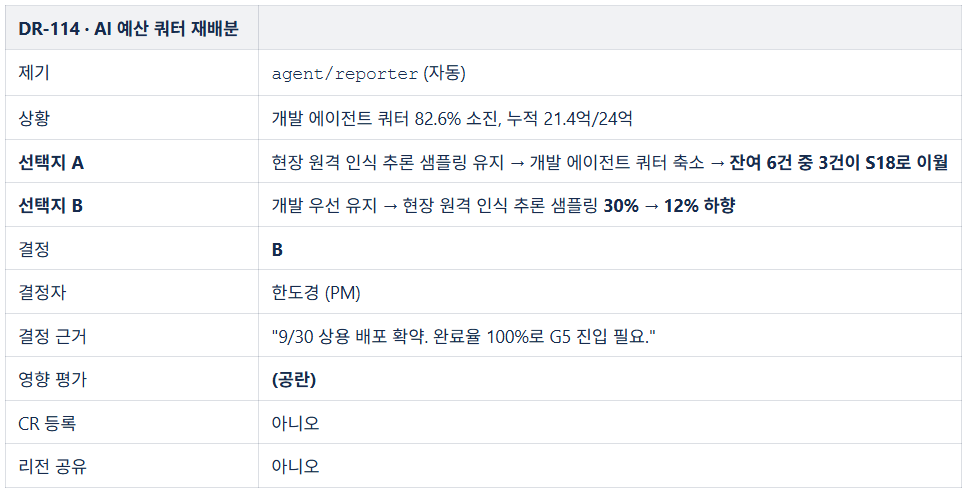 DR-114 · AI 예산 쿼터 재배분
제기 agent/reporter (자동)
상황 개발 에이전트 쿼터 82.6% 소진, 누적 21.4억/24억
선택지 A 현장 원격 인식 추론 샘플링 유지 → 개발 에이전트 쿼터 축소 → 잔여 6건 중 3건이 S18로 이월
선택지 B 개발 우선 유지 → 현장 원격 인식 추론 샘플링 30% → 12% 하향
결정 B
결정자 한도경 (PM)
결정 근거 "9/30 상용 배포 확약. 완료율 100%로 G5 진입 필요."
영향 평가 (공란)
CR 등록 아니오
리전 공유 아니오